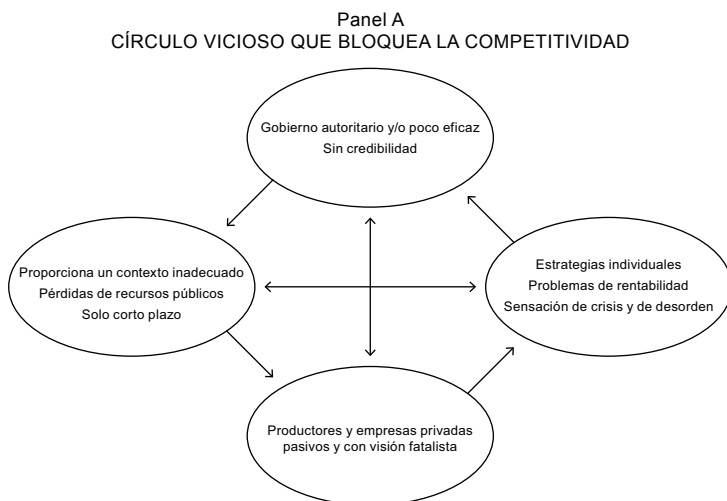 Panel A
CÍRCULO VICIOSO QUE BLOQUEA LA COMPETITIVIDAD
Gobierno autoritario y/o poco eficaz
Sin credibilidad
Proporciona un contexto inadecuado
Pérdidas de recursos públicos
Solo corto plazo
Estrategias individuales
Problemas de rentabilidad
Sensación de crisis y de desorden
Productores y empresas privadas
pasivos y con visión fatalista